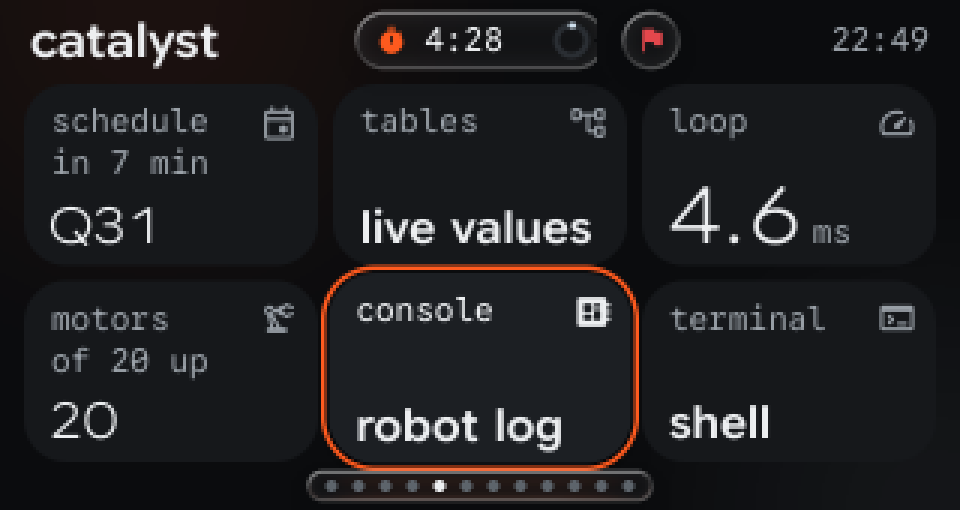 catalyst
4:28
22:49
schedule
in 7 min
Q31
tables
live values
loop
4.6 ms
motors
of 20 up
20
console
robot log
terminal
shell